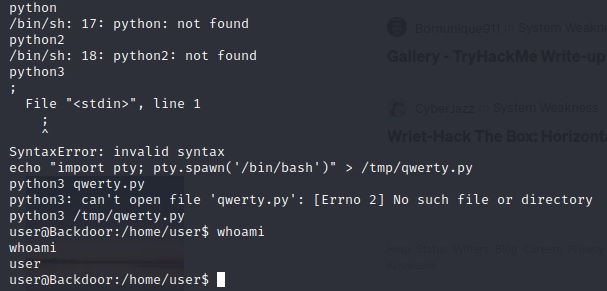 python
/bin/sh: 17: python: not found
python2
/bin/sh: 18: python2: not found
python3
;
  File "<stdin>", line 1
    ;
    ^
SyntaxError: invalid syntax
echo "import pty; pty.spawn('/bin/bash')" > /tmp/qwerty.py
python3 qwerty.py
python3: can't open file 'qwerty.py': [Errno 2] No such file or directory
python3 /tmp/qwerty.py
user@Backdoor:/home/user$ whoami
whoami
user
user@Backdoor:/home/user$
in System Weakn
Gallery - TryHackMe Write-up
CyberJazz in System Weakness
Wriet-Hack The Box: Horizont